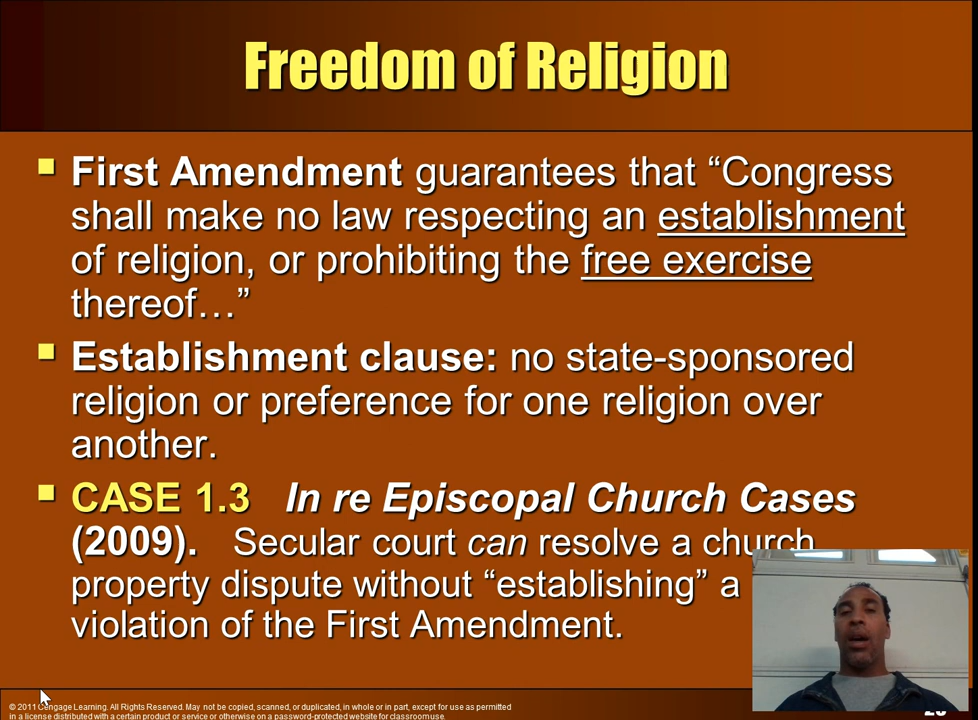 Freedom of Religion
First Amendment guarantees that “Congress
shall make no law respecting an establishment
of religion, or prohibiting the free exercise
thereof…”
Establishment clause: no state-sponsored
religion or preference for one religion over
another.
CASE 1.3 In re Episcopal Church Cases
(2009). Secular court can resolve a church
property dispute without “establishing” a
violation of the First Amendment.
© 2011 Cengage Learning. All Rights Reserved. May not be copied, scanned, or duplicated, in whole or in part, except for use as permitted
in a license distributed with a certain product or service or otherwise on a password-protected website for classroom use.